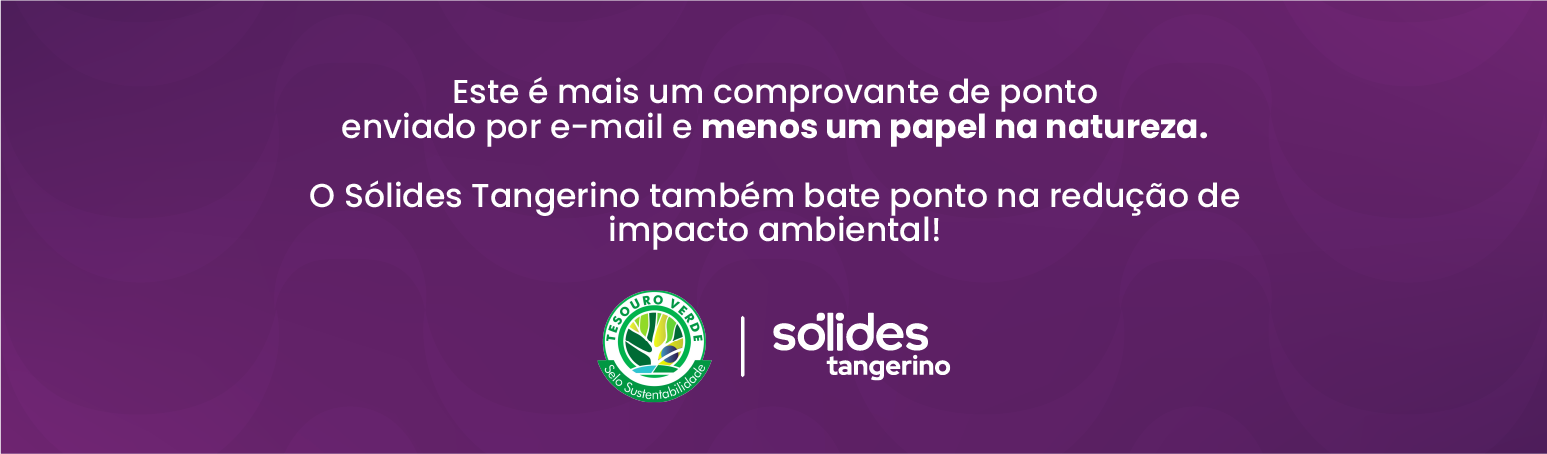 Este é mais um comprovante de ponto
enviado por e-mail e menos um papel na natureza.
O Sólides Tangerino também bate ponto na redução de
impacto ambiental!
TESOURO VERDE
Selo Sustentabilidade
sólides
tangerino